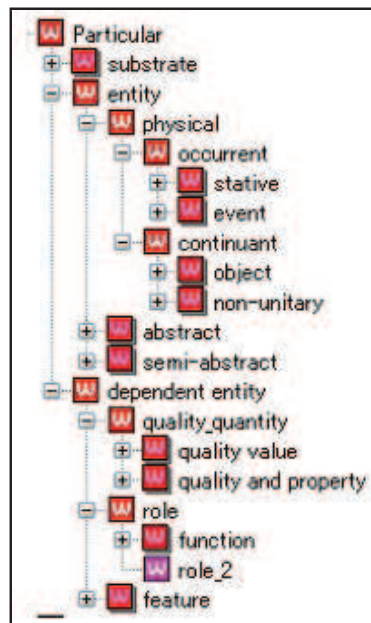 Particular
substrate
entity
physical
occurrent
stative
event
continuant
object
non-unitary
abstract
semi-abstract
dependent entity
quality_quantity
quality value
quality and property
role
function
role_2
feature